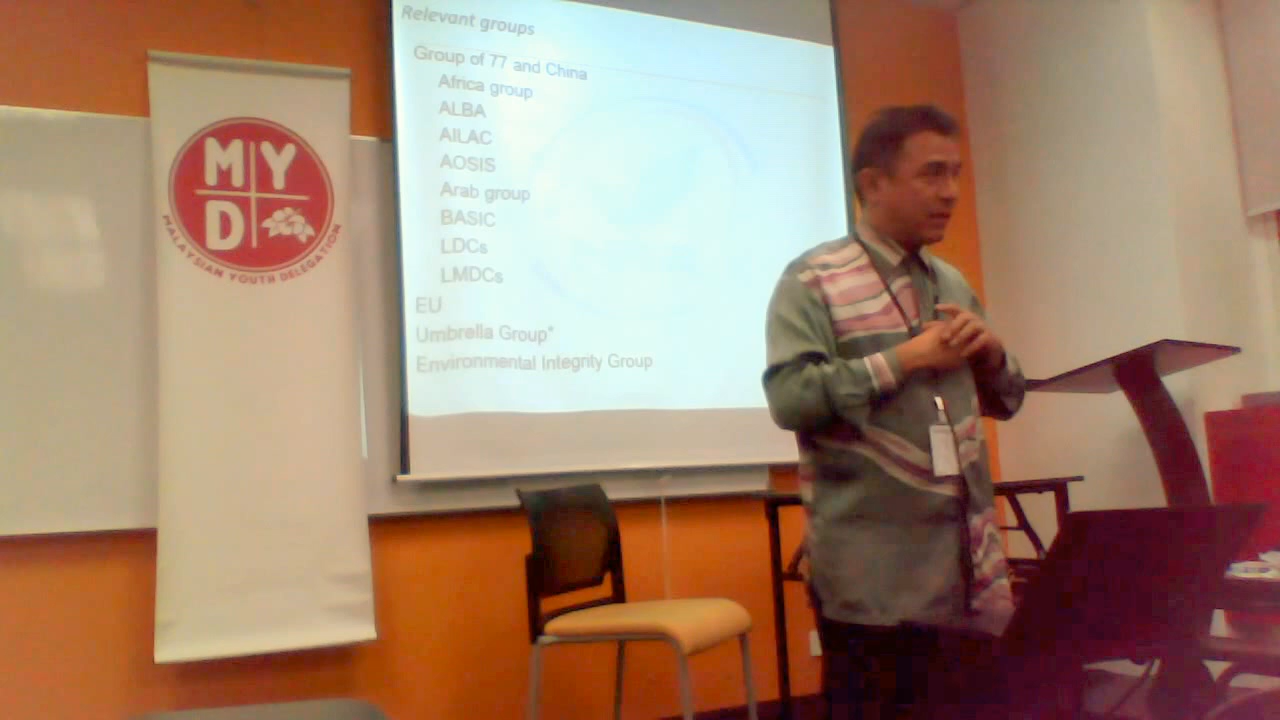 MY
D
MALAYSIAN YOUTH DELEGATION
Relevant groups
Group of 77 and China
Africa group
ALBA
AILAC
AOSIS
Arab group
BASIC
LDCs
LMDCs
EU
Umbrella Group*
Environmental Integrity Group